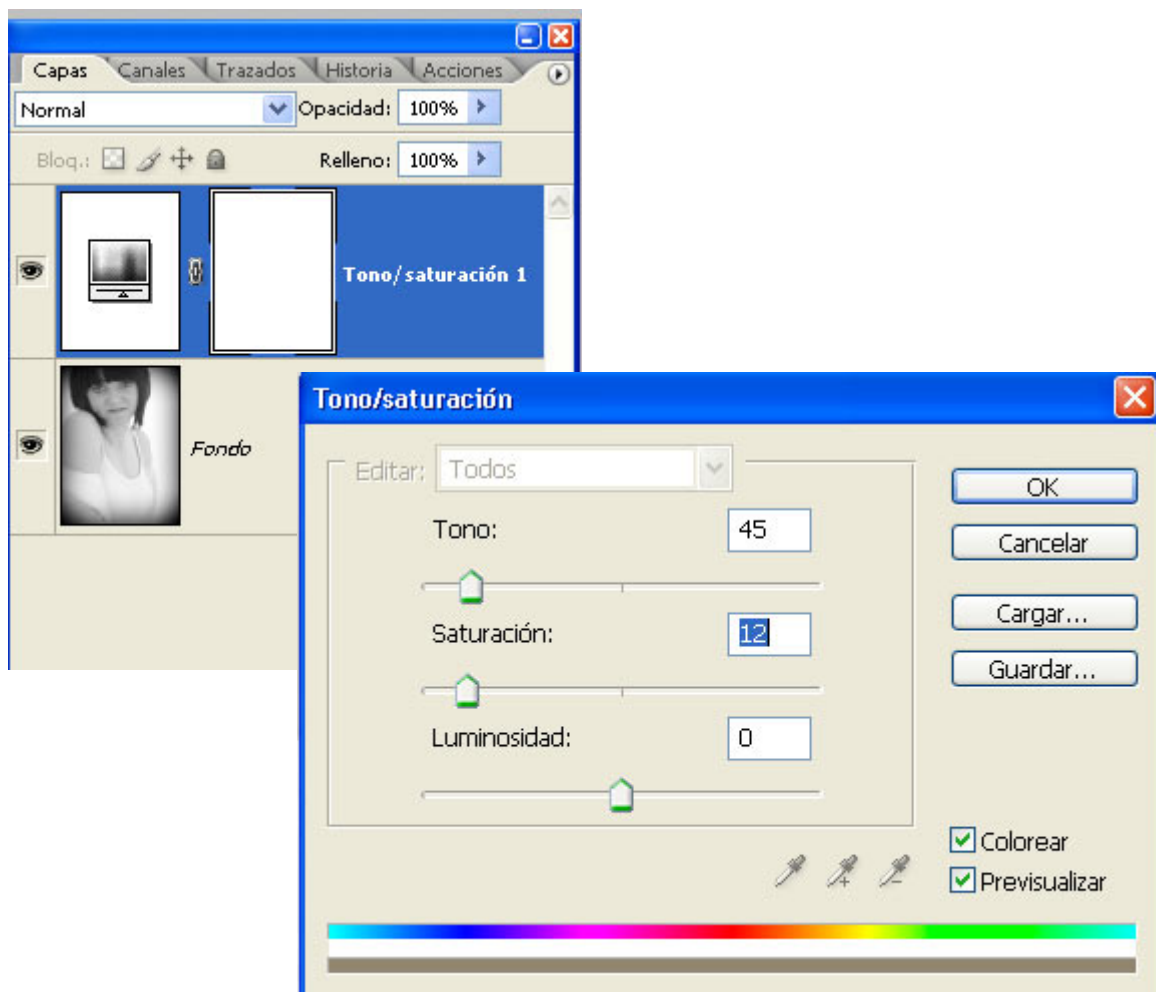 Capas Canales Trazados Historia Acciones
Normal Opacidad: 100%
Bloq.: Relleno: 100%
Tono/saturación 1
Fondo
Tono/saturación
Editar: Todos
Tono: 45
Saturación: 12
Luminosidad: 0
OK
Cancelar
Cargar...
Guardar...
Colorear
Previsualizar